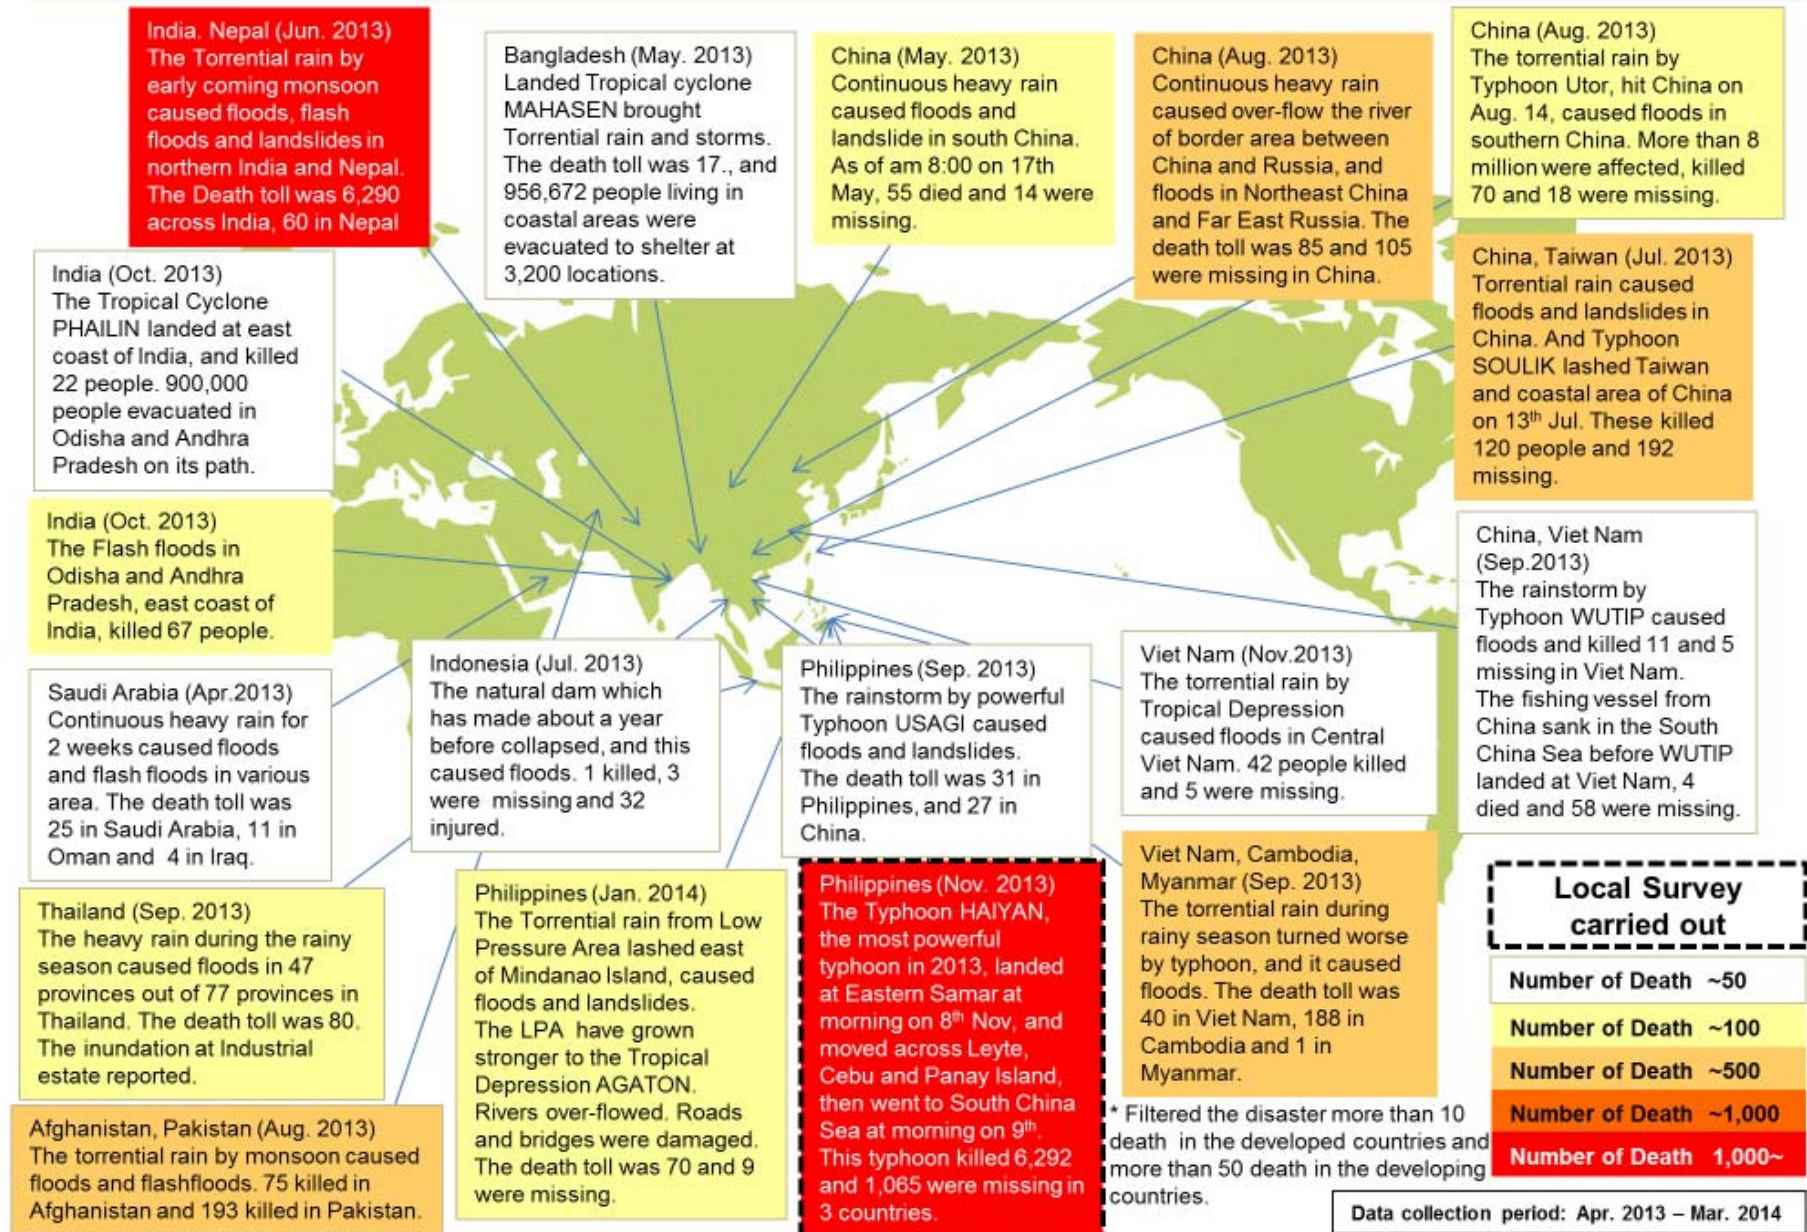 India. Nepal (Jun. 2013)
The Torrential rain by
early coming monsoon
caused floods, flash
floods and landslides in
northern India and Nepal.
The Death toll was 6,290
across India, 60 in Nepal
Bangladesh (May. 2013)
Landed Tropical cyclone
MAHASEN brought
Torrential rain and storms.
The death toll was 17., and
956,672 people living in
coastal areas were
evacuated to shelter at
3,200 locations.
China (May. 2013)
Continuous heavy rain
caused floods and
landslide in south China.
As of am 8:00 on 17th
May, 55 died and 14 were
missing.
China (Aug. 2013)
Continuous heavy rain
caused over-flow the river
of border area between
China and Russia, and
floods in Northeast China
and Far East Russia. The
death toll was 85 and 105
were missing in China.
China (Aug. 2013)
The torrential rain by
Typhoon Utor, hit China on
Aug. 14, caused floods in
southern China. More than 8
million were affected, killed
70 and 18 were missing.
India (Oct. 2013)
The Tropical Cyclone
PHAILIN landed at east
coast of India, and killed
22 people. 900,000
people evacuated in
Odisha and Andhra
Pradesh on its path.
China, Taiwan (Jul. 2013)
Torrential rain caused
floods and landslides in
China. And Typhoon
SOULIK lashed Taiwan
and coastal area of China
on 13th Jul. These killed
120 people and 192
missing.
India (Oct. 2013)
The Flash floods in
Odisha and Andhra
Pradesh, east coast of
India, killed 67 people.
China, Viet Nam
(Sep.2013)
The rainstorm by
Typhoon WUTIP caused
floods and killed 11 and 5
missing in Viet Nam.
The fishing vessel from
China sank in the South
China Sea before WUTIP
landed at Viet Nam, 4
died and 58 were missing.
Saudi Arabia (Apr.2013)
Continuous heavy rain for
2 weeks caused floods
and flash floods in various
area. The death toll was
25 in Saudi Arabia, 11 in
Oman and 4 in Iraq.
Indonesia (Jul. 2013)
The natural dam which
has made about a year
before collapsed, and this
caused floods. 1 killed, 3
were missing and 32
injured.
Philippines (Sep. 2013)
The rainstorm by powerful
Typhoon USAGI caused
floods and landslides.
The death toll was 31 in
Philippines, and 27 in
China.
Viet Nam (Nov.2013)
The torrential rain by
Tropical Depression
caused floods in Central
Viet Nam. 42 people killed
and 5 were missing.
Thailand (Sep. 2013)
The heavy rain during the rainy
season caused floods in 47
provinces out of 77 provinces in
Thailand. The death toll was 80.
The inundation at Industrial
estate reported.
Philippines (Jan. 2014)
The Torrential rain from Low
Pressure Area lashed east
of Mindanao Island, caused
floods and landslides.
The LPA have grown
stronger to the Tropical
Depression AGATON.
Rivers over-flowed. Roads
and bridges were damaged.
The death toll was 70 and 9
were missing.
Philippines (Nov. 2013)
The Typhoon HAIYAN,
the most powerful
typhoon in 2013, landed
at Eastern Samar at
morning on 8th Nov, and
moved across Leyte,
Cebu and Panay Island,
then went to South China
Sea at morning on 9th.
This typhoon killed 6,292
and 1,065 were missing in
3 countries.
Viet Nam, Cambodia,
Myanmar (Sep. 2013)
The torrential rain during
rainy season turned worse
by typhoon, and it caused
floods. The death toll was
40 in Viet Nam, 188 in
Cambodia and 1 in
Myanmar.
Afghanistan, Pakistan (Aug. 2013)
The torrential rain by monsoon caused
floods and flashfloods. 75 killed in
Afghanistan and 193 killed in Pakistan.
Local Survey
carried out
Number of Death ~50
Number of Death ~100
Number of Death ~500
Number of Death ~1,000
Number of Death 1,000~
* Filtered the disaster more than 10
death in the developed countries and
more than 50 death in the developing
countries.
Data collection period: Apr. 2013 – Mar. 2014